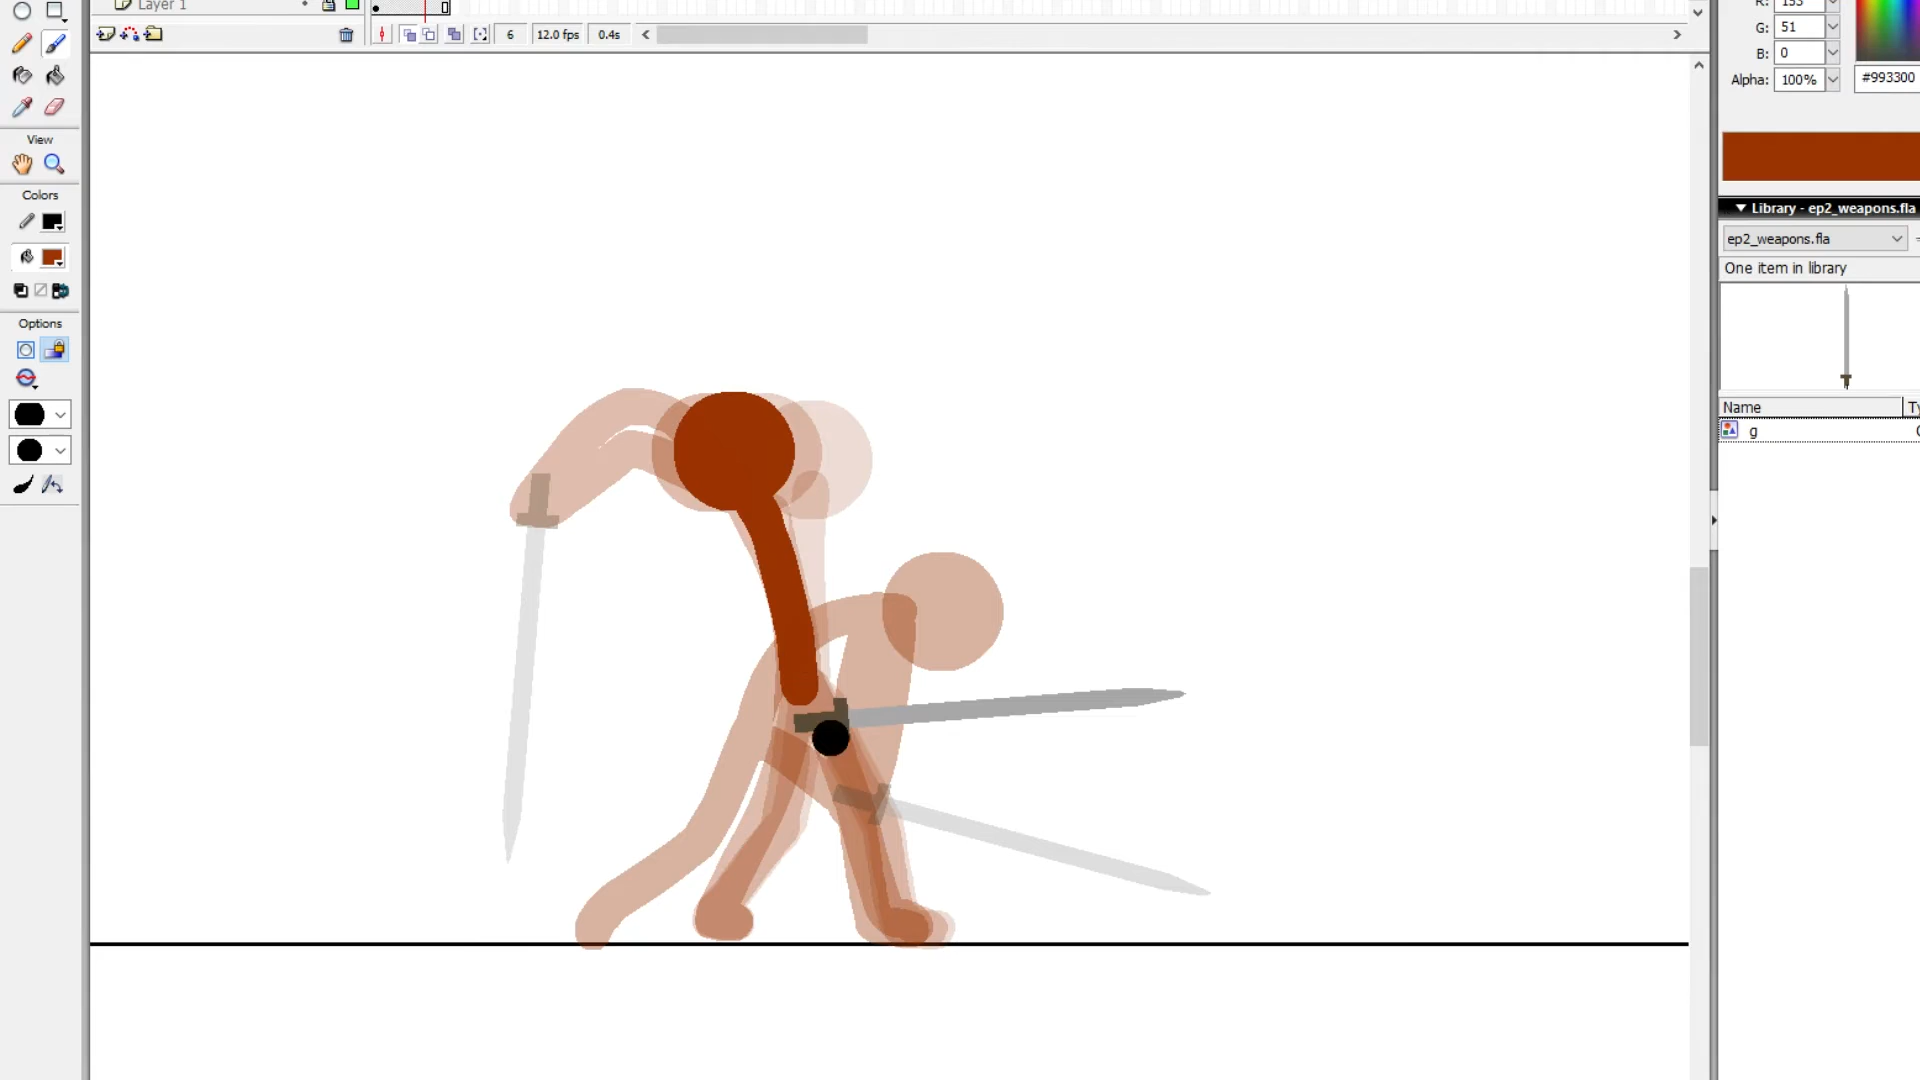 Layer 1
6 12.0 fps 0.4s
R: 153
G: 51
B: 0
Alpha: 100% #993300
View
Colors
Options
Library - ep2_weapons.fla
ep2_weapons.fla
One item in library
Name
g